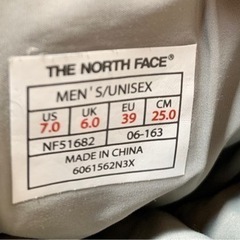 THE NORTH FACE®
MEN'S/UNISEX
US UK EU CM
7.0 6.0 39 25.0
NF51682 06-163
MADE IN CHINA
6061562N3X